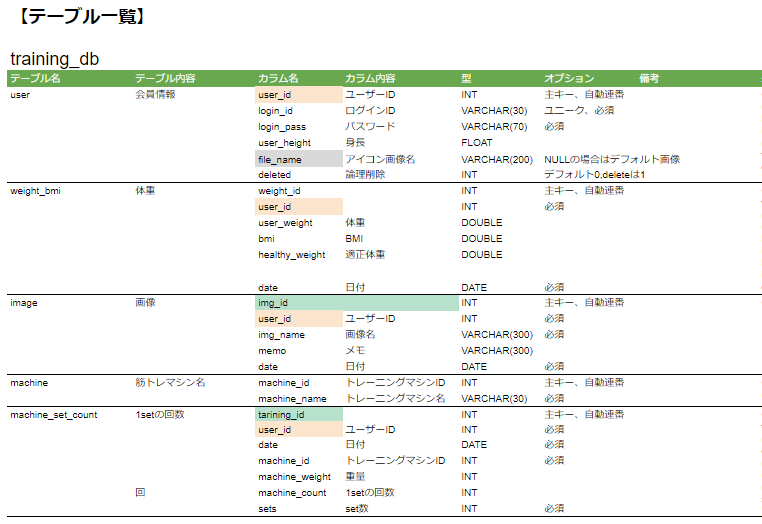 【テーブル一覧】
training_db
テーブル名 テーブル内容 カラム名 カラム内容 型 オプション 備考
user 会員情報 user_id ユーザーID INT 主キー、自動連番
login_id ログインID VARCHAR(30) ユニーク、必須
login_pass パスワード VARCHAR(70) 必須
user_height 身長 FLOAT
file_name アイコン画像名 VARCHAR(200) NULLの場合はデフォルト画像
deleted 論理削除 INT デフォルト0,deleteは1
weight_bmi 体重 weight_id INT 主キー、自動連番
user_id INT 必須
user_weight 体重 DOUBLE
bmi BMI DOUBLE
healthy_weight 適正体重 DOUBLE
date 日付 DATE 必須
image 画像 img_id INT 主キー、自動連番
user_id ユーザーID INT 必須
img_name 画像名 VARCHAR(300) 必須
memo メモ VARCHAR(300)
date 日付 DATE 必須
machine 筋トレマシン名 machine_id トレーニングマシンID INT 主キー、自動連番
machine_name トレーニングマシン名 VARCHAR(30) 必須
machine_set_count 1setの回数 tarining_id INT 主キー、自動連番
user_id ユーザーID INT 必須
date 日付 DATE 必須
machine_id トレーニングマシンID INT 必須
machine_weight 重量 INT
回 machine_count 1setの回数 INT
sets set数 INT 必須